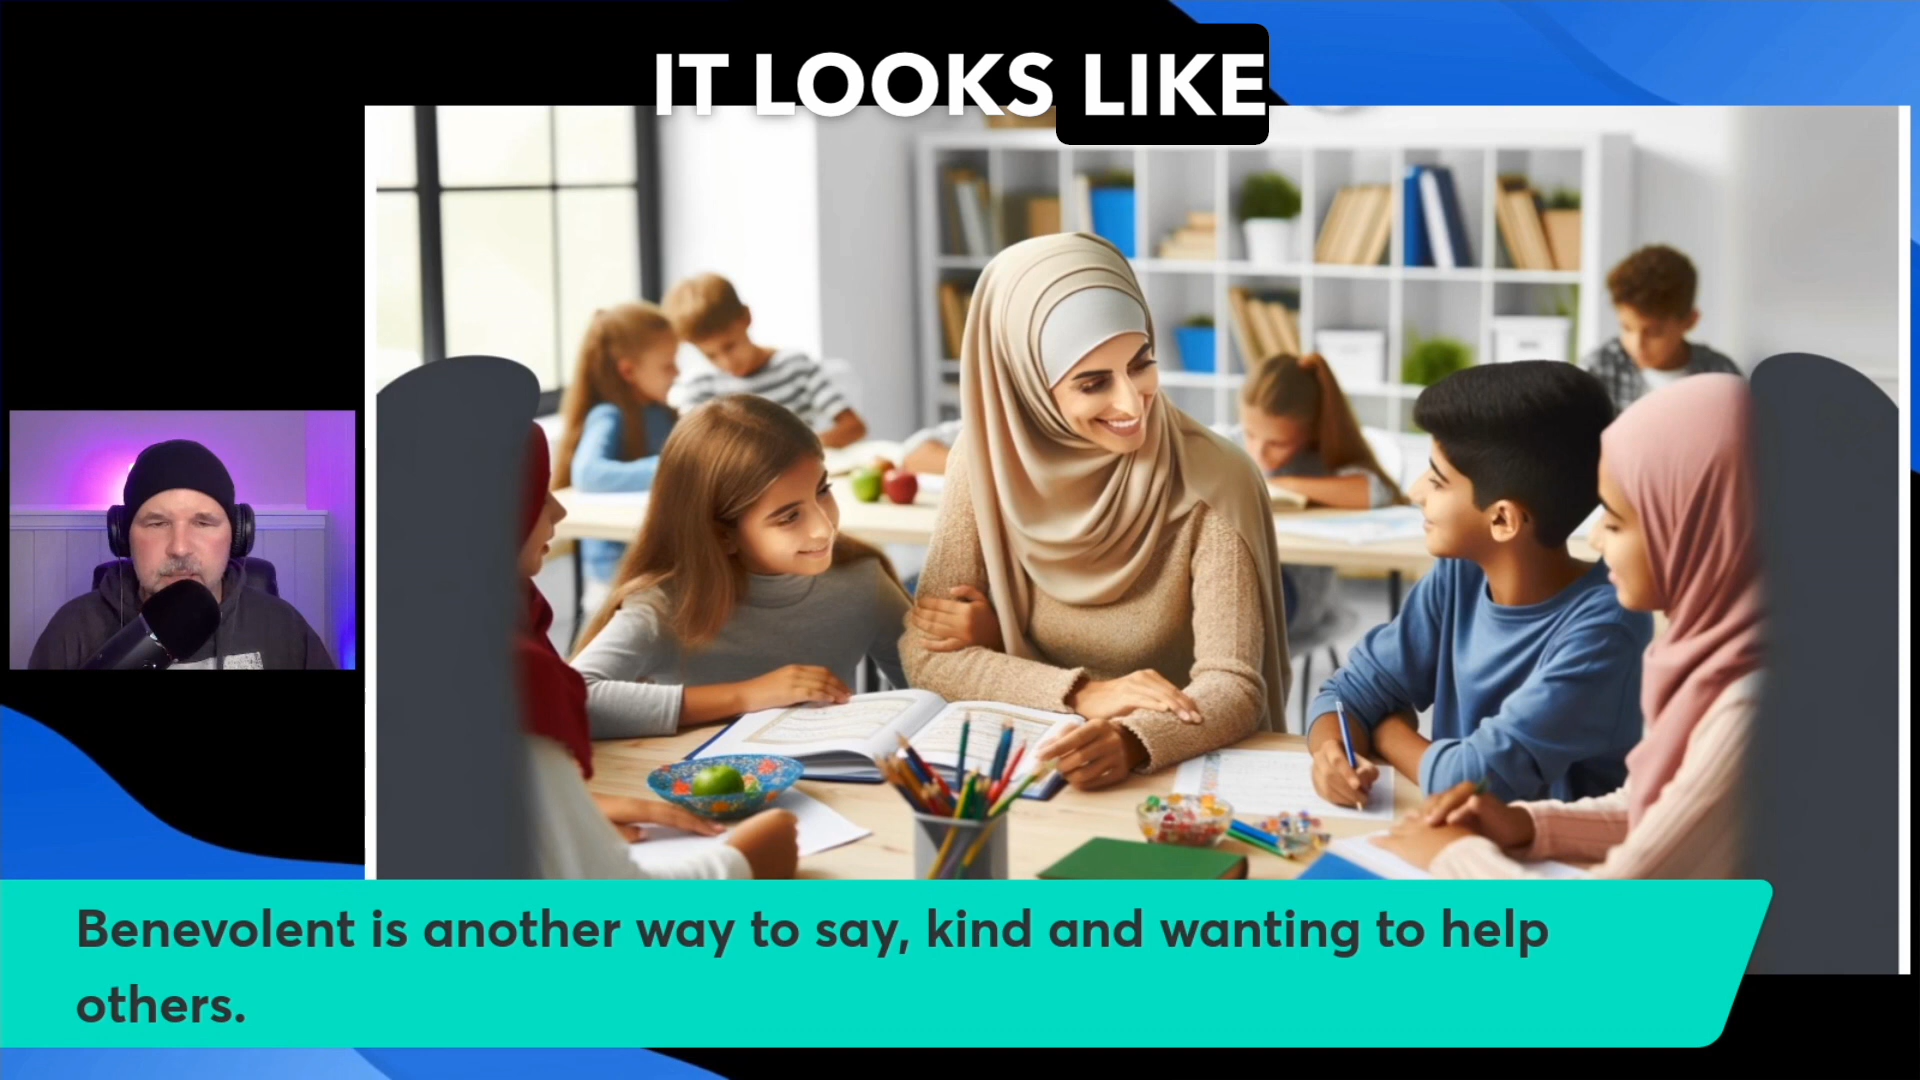 IT LOOKS LIKE
Benevolent is another way to say, kind and wanting to help
others.